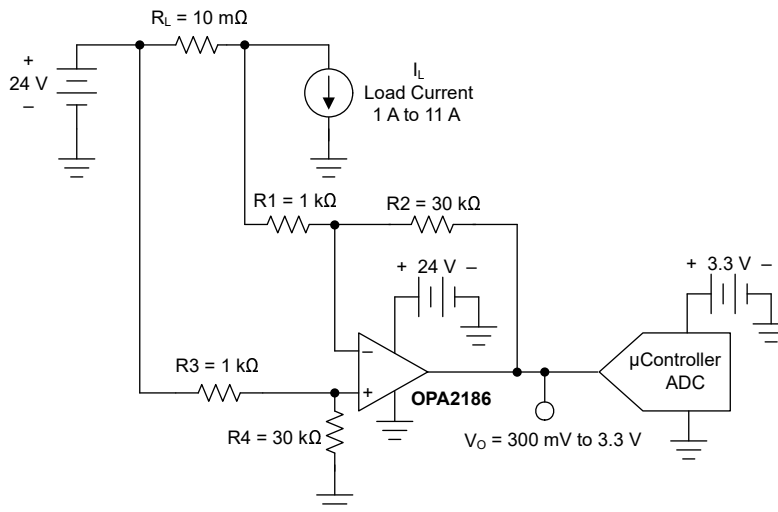 R_L = 10 mΩ
+
24 V
–
I_L
Load Current
1 A to 11 A
R1 = 1 kΩ
R2 = 30 kΩ
+ 24 V –
+ 3.3 V –
R3 = 1 kΩ
–
+
µController
ADC
OPA2186
R4 = 30 kΩ
V_O = 300 mV to 3.3 V